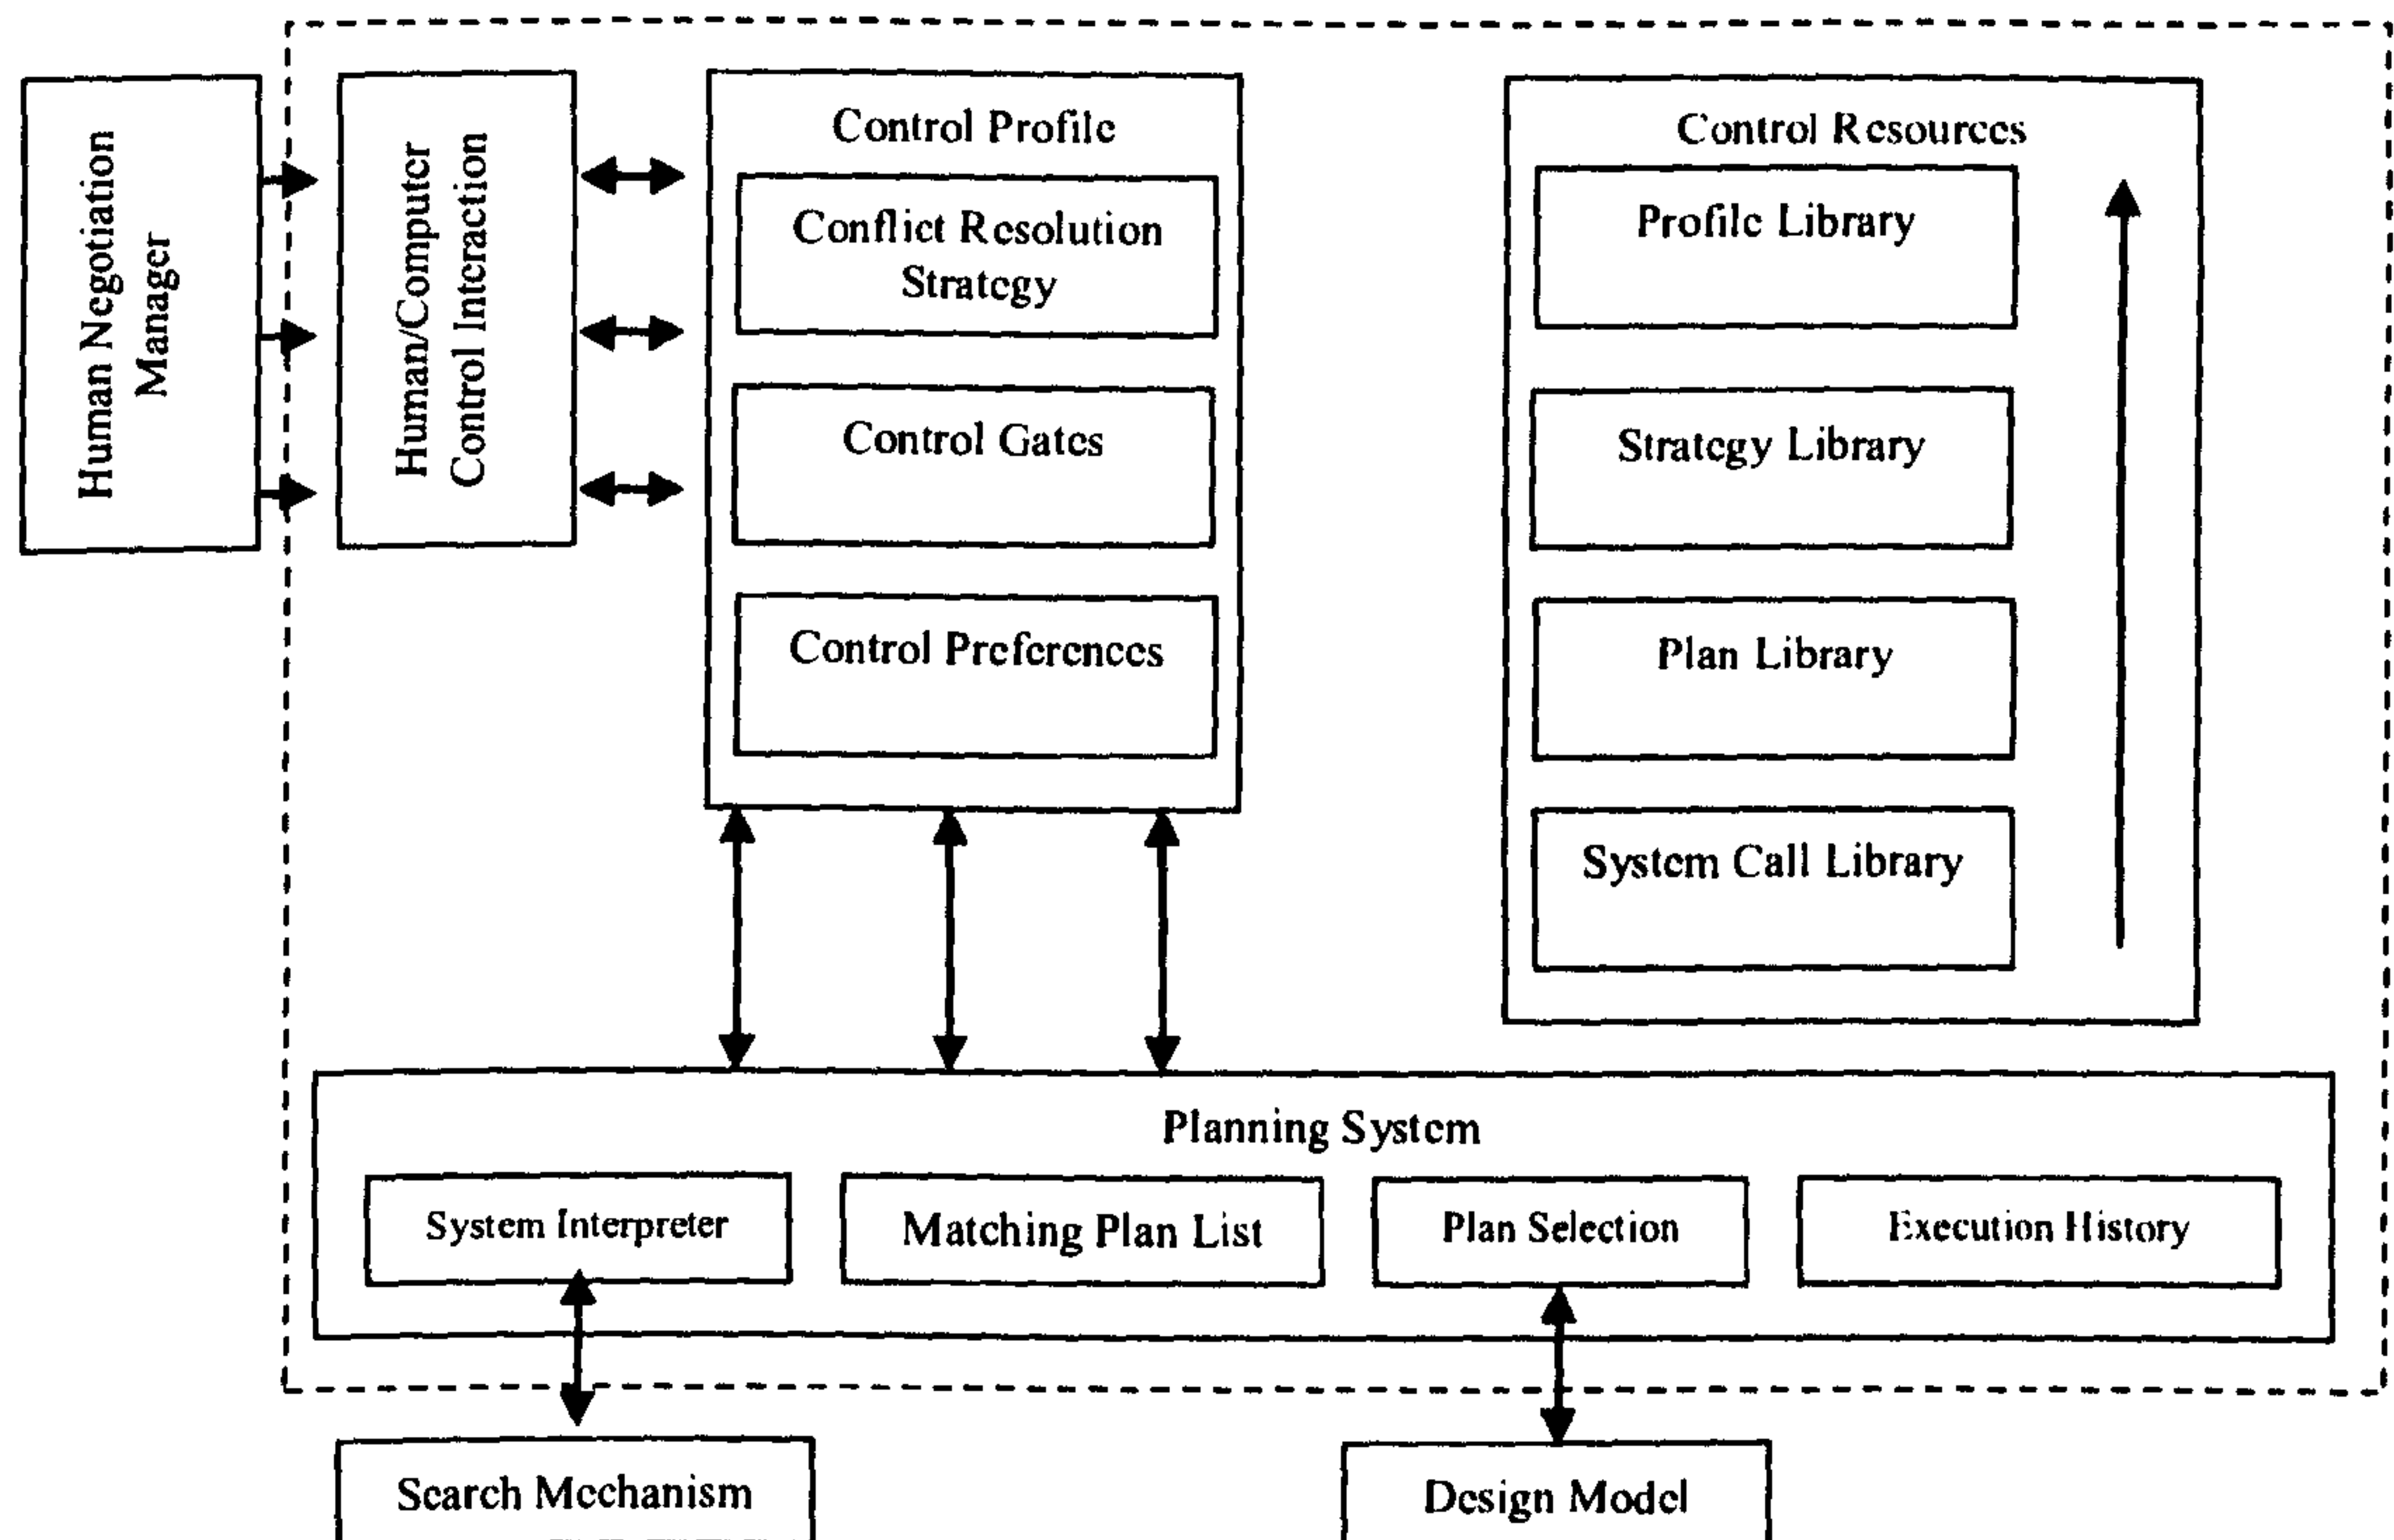 Human Negotiation
Manager
Human/Computer
Control Interaction
Control Profile
Conflict Resolution
Strategy
Control Gates
Control Preferences
Control Resources
Profile Library
Strategy Library
Plan Library
System Call Library
Planning System
System Interpreter
Matching Plan List
Plan Selection
Execution History
Search Mechanism
Design Model